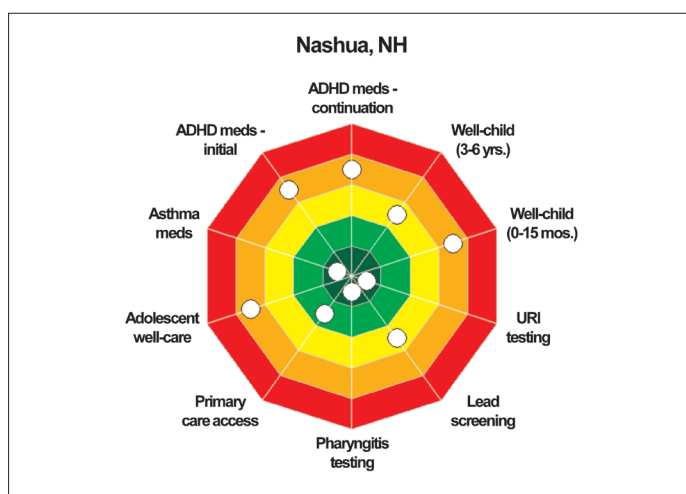 Nashua, NH
ADHD meds -
continuation
ADHD meds -
initial
Well-child
(3-6 yrs.)
Asthma
meds
Well-child
(0-15 mos.)
Adolescent
well-care
URI
testing
Primary
care access
Lead
screening
Pharyngitis
testing